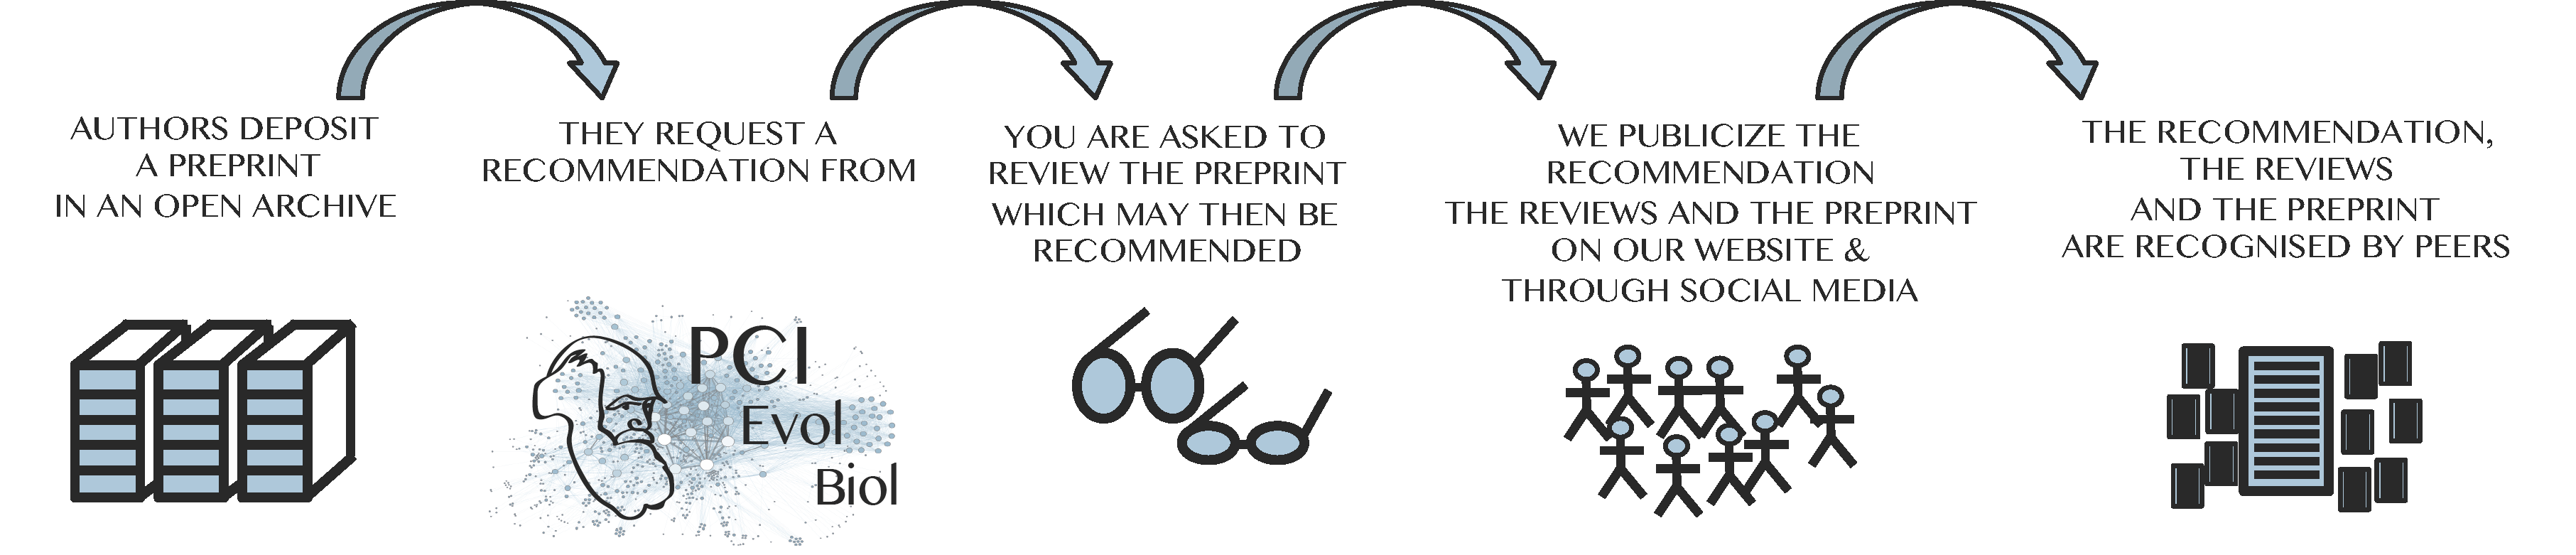 AUTHORS DEPOSIT
A PREPRINT
IN AN OPEN ARCHIVE
THEY REQUEST A
RECOMMENDATION FROM
PCI
Evol
Biol
YOU ARE ASKED TO
REVIEW THE PREPRINT
WHICH MAY THEN BE
RECOMMENDED
WE PUBLICIZE THE
RECOMMENDATION
THE REVIEWS AND THE PREPRINT
ON OUR WEBSITE &
THROUGH SOCIAL MEDIA
THE RECOMMENDATION,
THE REVIEWS
AND THE PREPRINT
ARE RECOGNISED BY PEERS